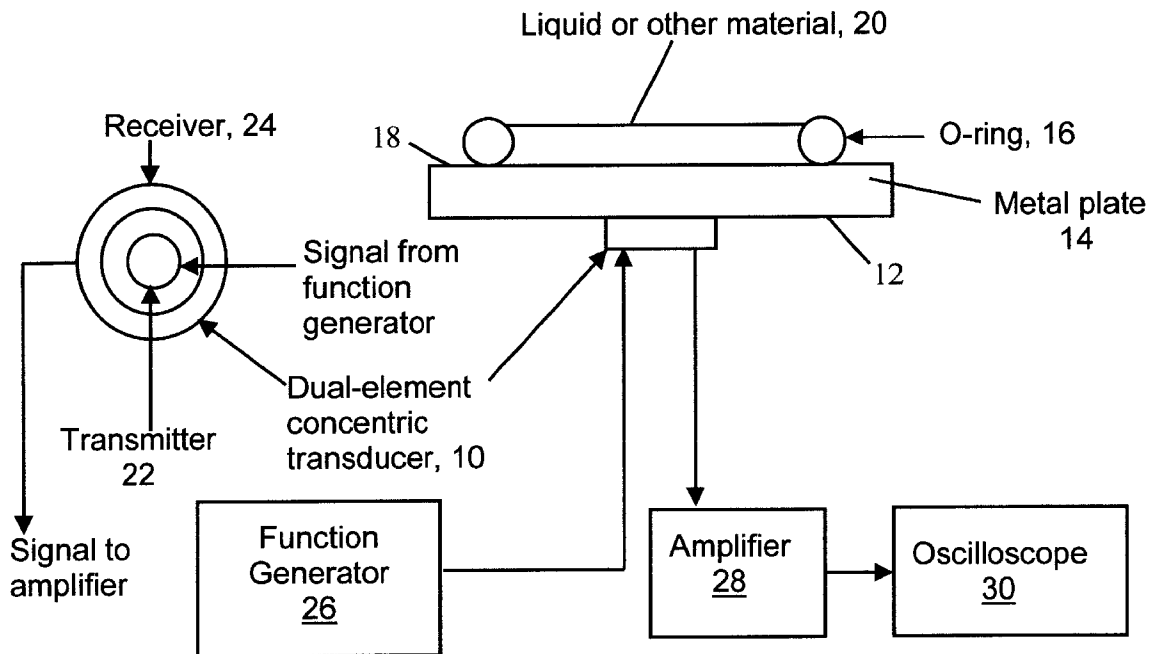 Liquid or other material, 20
Receiver, 24
18
O-ring, 16
Metal plate
14
Signal from
function
generator
12
Dual-element
concentric
transducer, 10
Transmitter
22
Signal to
amplifier
Function
Generator
26
Amplifier
28
Oscilloscope
30